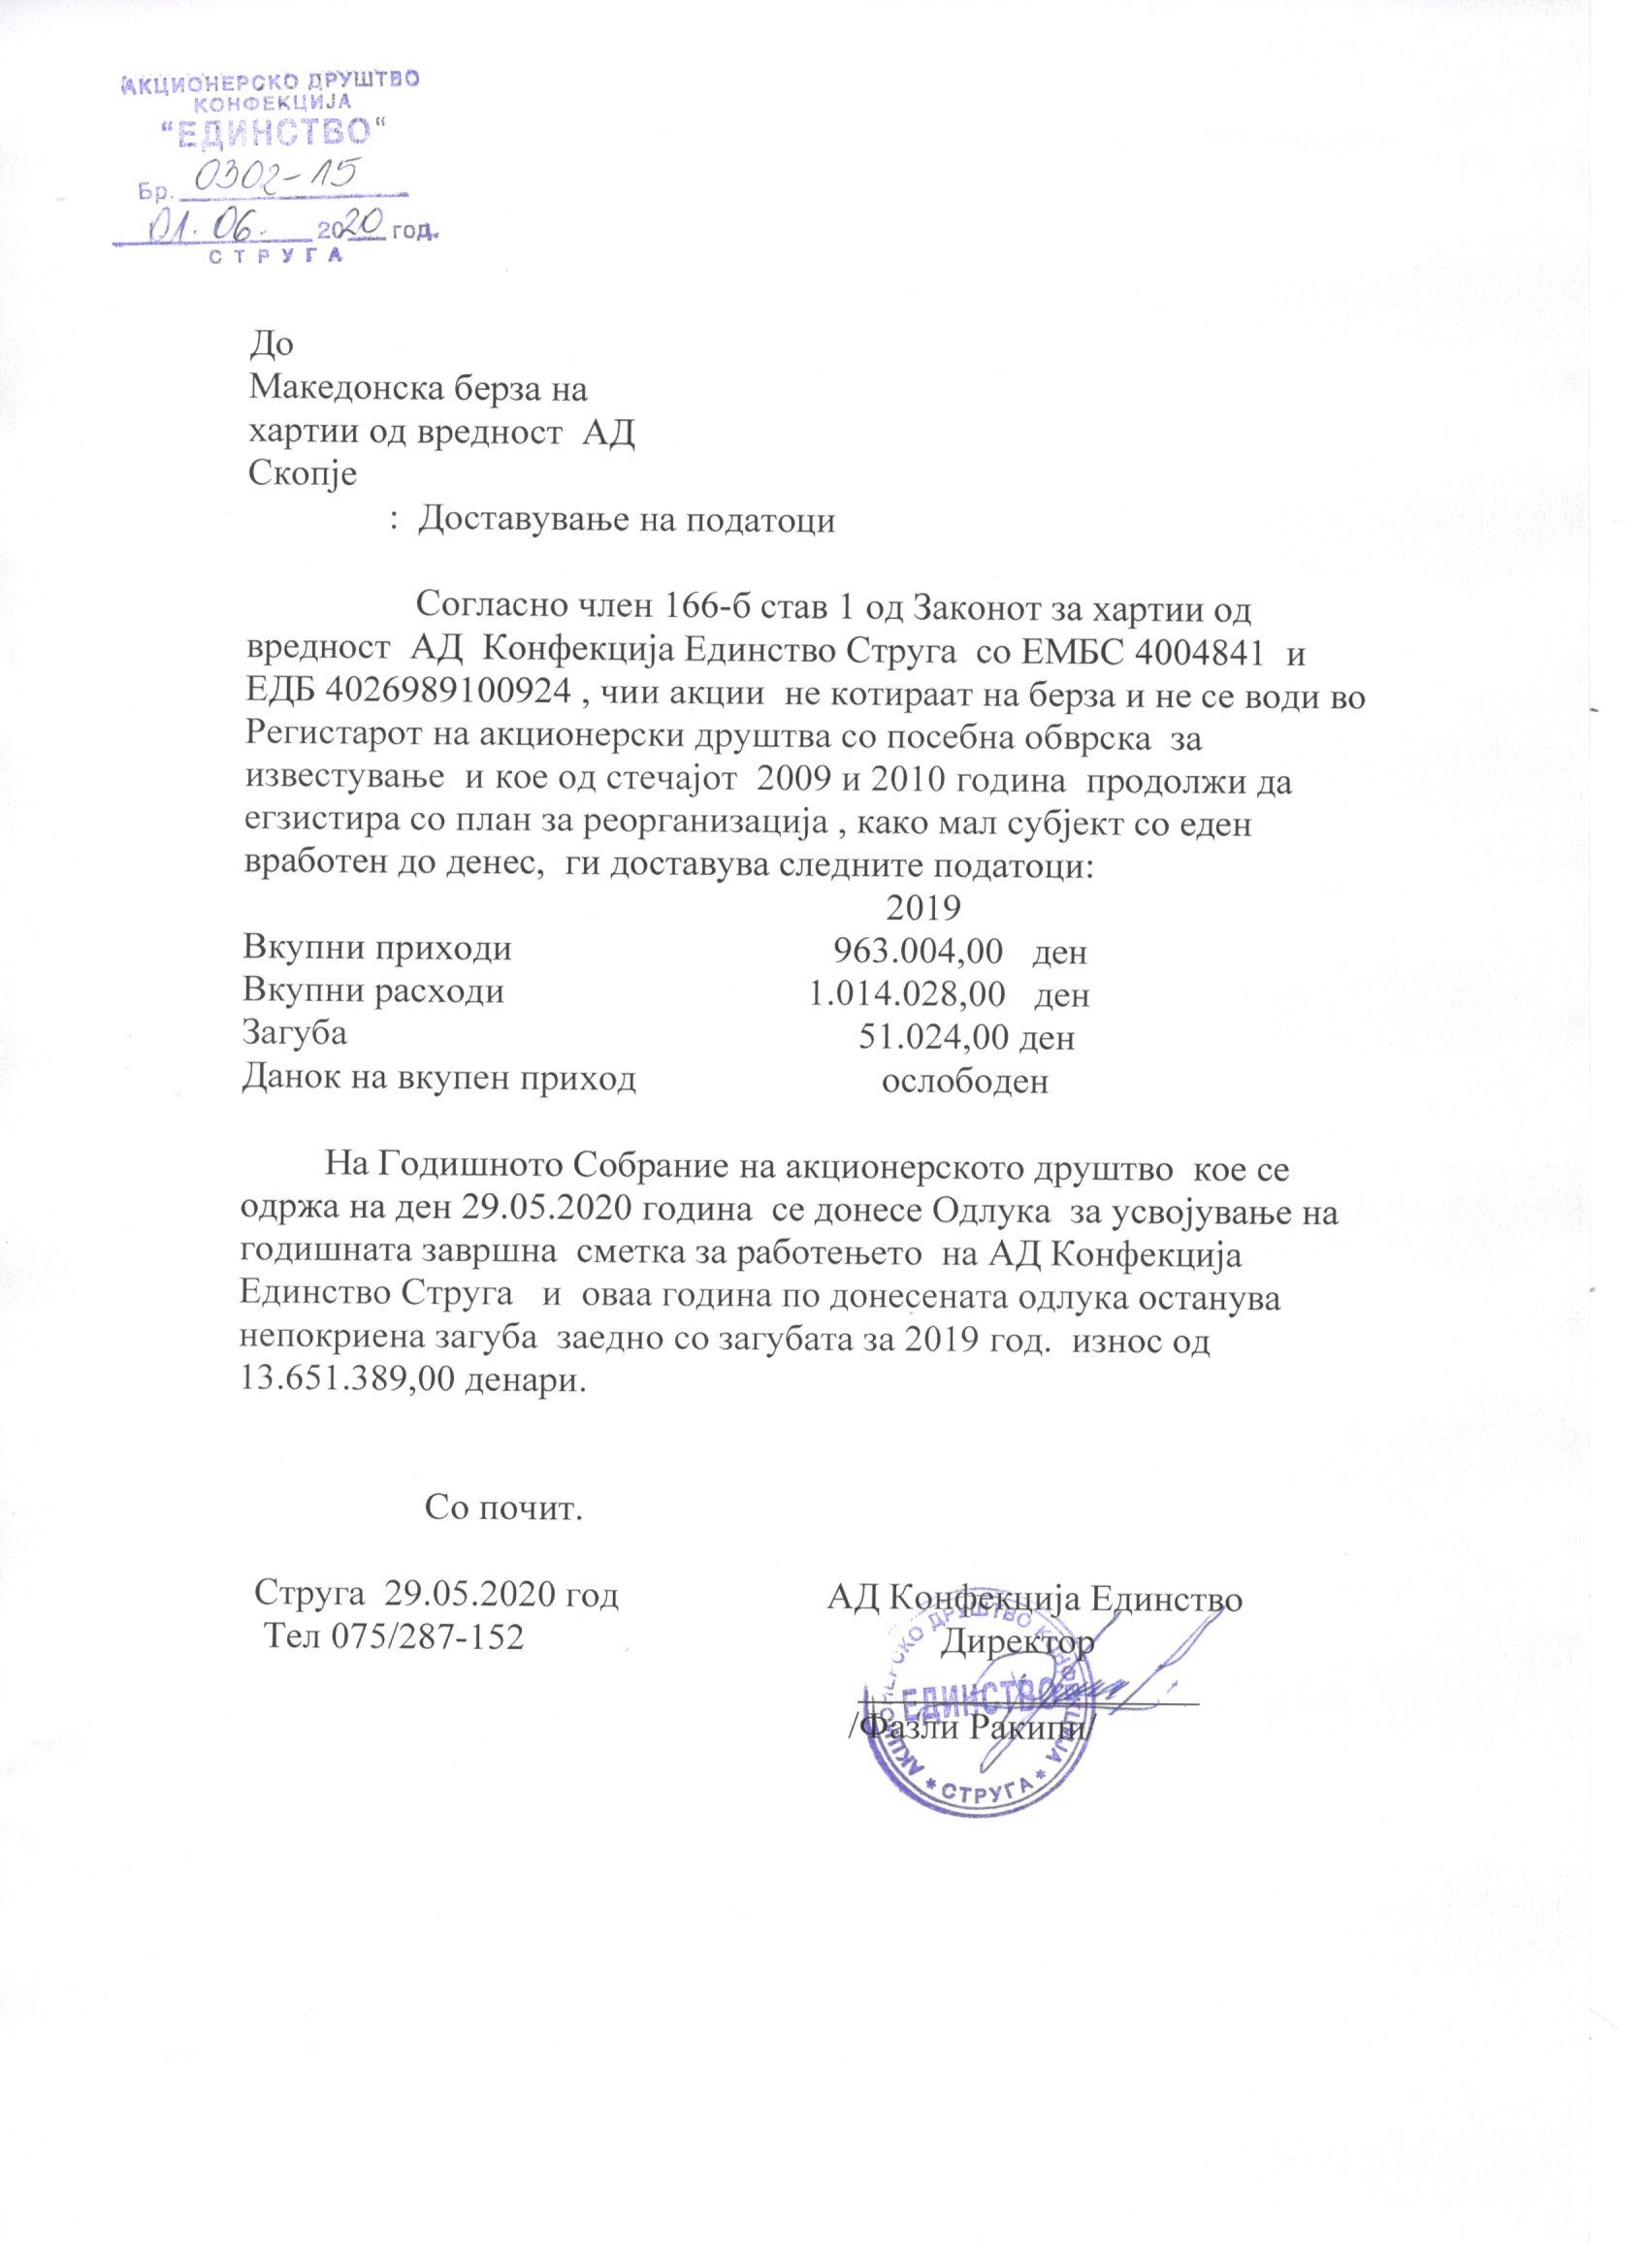 АКЦИОНЕРСКО ДРУШТВО
КОНФЕКЦИЈА
“ЕДИНСТВО“
Бр. 0302-15
01.06. 2020 год.
СТРУГА
До
Македонска берза на
хартии од вредност АД
Скопје
: Доставување на податоци
Согласно член 166-б став 1 од Законот за хартии од
вредност АД Конфекција Единство Струга со ЕМБС 4004841 и
ЕДБ 4026989100924 , чии акции не котираат на берза и не се води во
Регистарот на акционерски друштва со посебна обврска за
известување и кое од стечајот 2009 и 2010 година продолжи да
егзистира со план за реорганизација , како мал субјект со еден
вработен до денес, ги доставува следните податоци:
2019
Вкупни приходи 963.004,00 ден
Вкупни расходи 1.014.028,00 ден
Загуба 51.024,00 ден
Данок на вкупен приход ослободен
На Годишното Собрание на акционерското друштво кое се
одржа на ден 29.05.2020 година се донесе Одлука за усвојување на
годишната завршна сметка за работењето на АД Конфекција
Единство Струга и оваа година по донесената одлука останува
непокриена загуба заедно со загубата за 2019 год. износ од
13.651.389,00 денари.
Со почит.
Струга 29.05.2020 год АД Конфекција Единство
Тел 075/287-152 Директор
/Фазли Ракипи/
АКЦИОНЕРСКО ДРУШТВО КОНФЕКЦИЈА
ЕДИНСТВО
* СТРУГА *